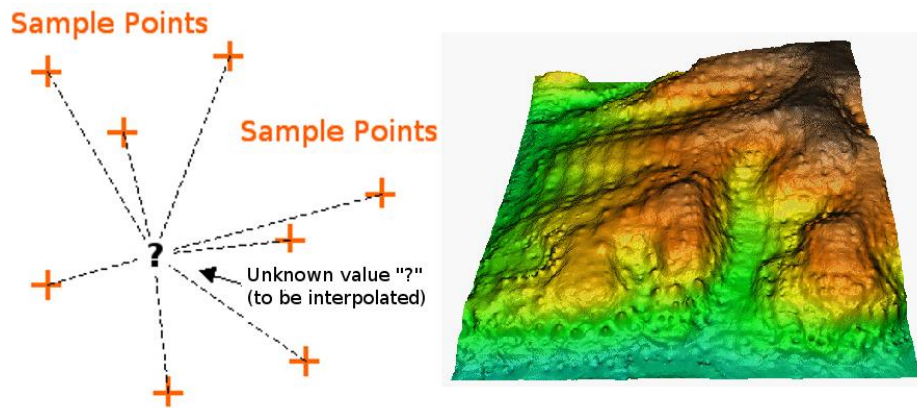 Sample Points
Sample Points
?
Unknown value "?"
(to be interpolated)